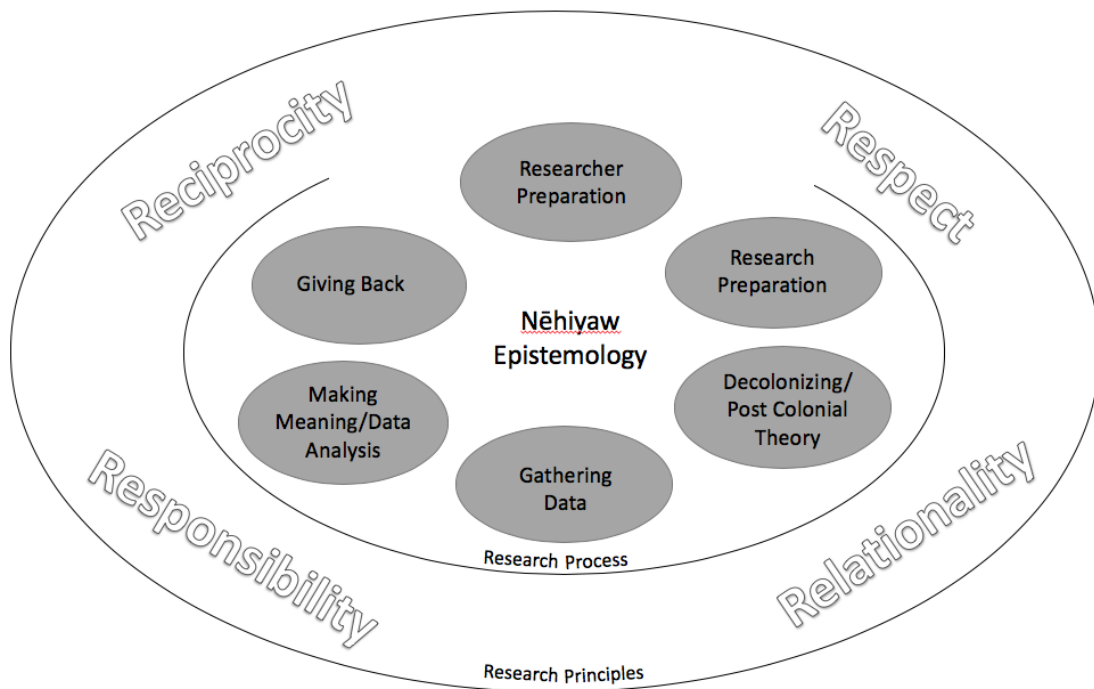 Reciprocity
Respect
Researcher
Preparation
Research
Preparation
Giving Back
Nēhiyaw
Epistemology
Decolonizing/
Post Colonial
Theory
Making
Meaning/Data
Analysis
Gathering
Data
Responsibility
Relationality
Research Process
Research Principles